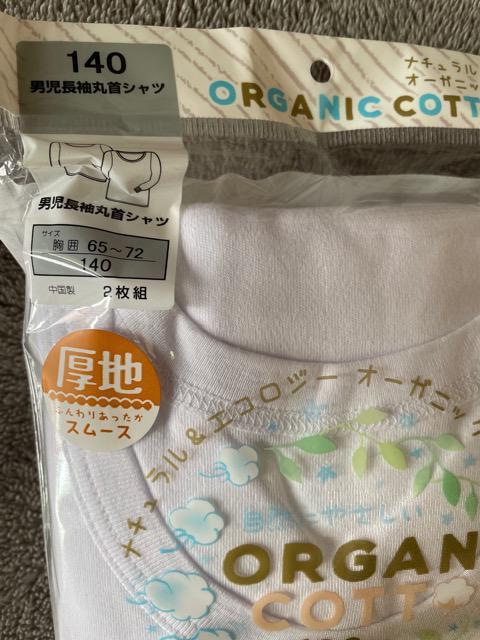 140
男児長袖丸首シャツ
ナチュラル
オーガニッ
ORGANIC COTT
男児長袖丸首シャツ
サイズ
胸囲 65～72
140
中国製 2枚組
厚地
ふんわりあったか
スムース
ナチュラル&エコロジー オーガニック
自然にやさしい
ORGAN
COTT